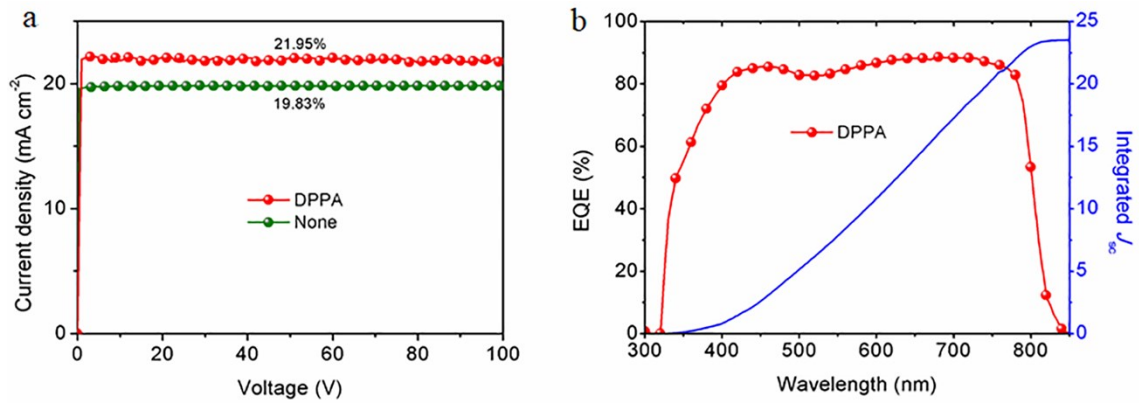 a
21.95%
19.83%
DPPA
None
Current density (mA cm-2)
0
10
20
0
20
40
60
80
100
Voltage (V)
b
DPPA
EQE (%)
0
20
40
60
80
100
300
400
500
600
700
800
Wavelength (nm)
0
5
10
15
20
25
Integrated Jsc